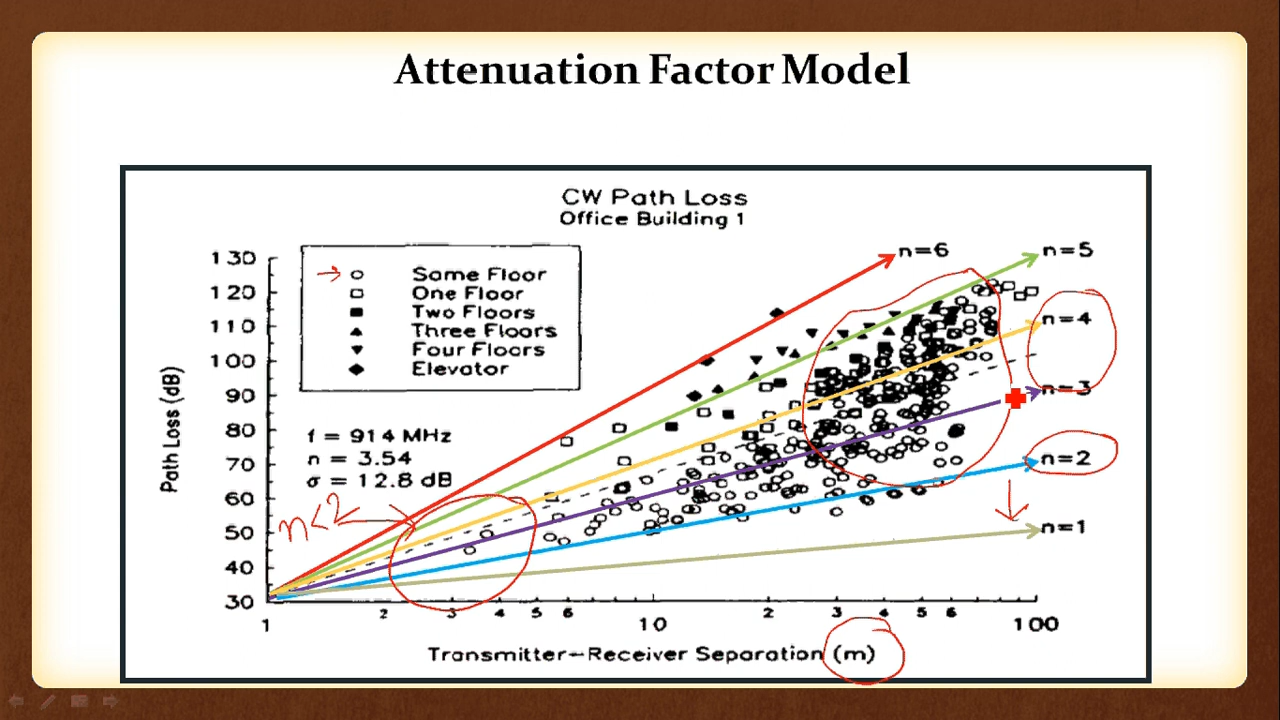 Attenuation Factor Model
CW Path Loss
Office Building 1
Same Floor
One Floor
Two Floors
Three Floors
Four Floors
Elevator
f = 914 MHz
n = 3.54
σ = 12.8 dB
n<2
n=6
n=5
n=4
n=3
n=2
n=1
Path Loss (dB)
130
120
110
100
90
80
70
60
50
40
30
1 2 3 4 5 6 10 2 3 4 5 6 100
Transmitter-Receiver Separation (m)